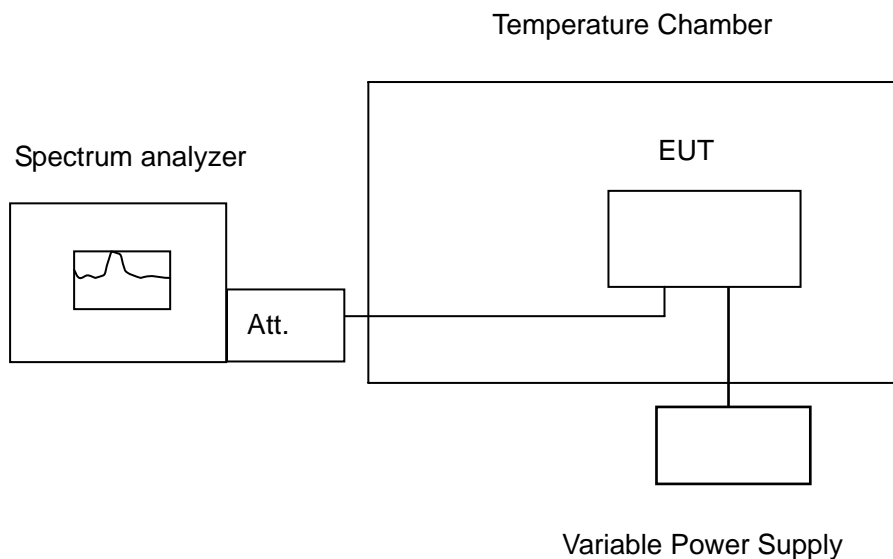 Temperature Chamber
Spectrum analyzer
EUT
Att.
Variable Power Supply